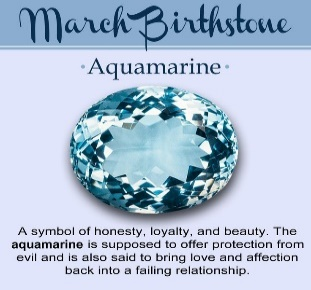 March Birthstone
•Aquamarine•
A symbol of honesty, loyalty, and beauty. The
aquamarine is supposed to offer protection from
evil and is also said to bring love and affection
back into a failing relationship.